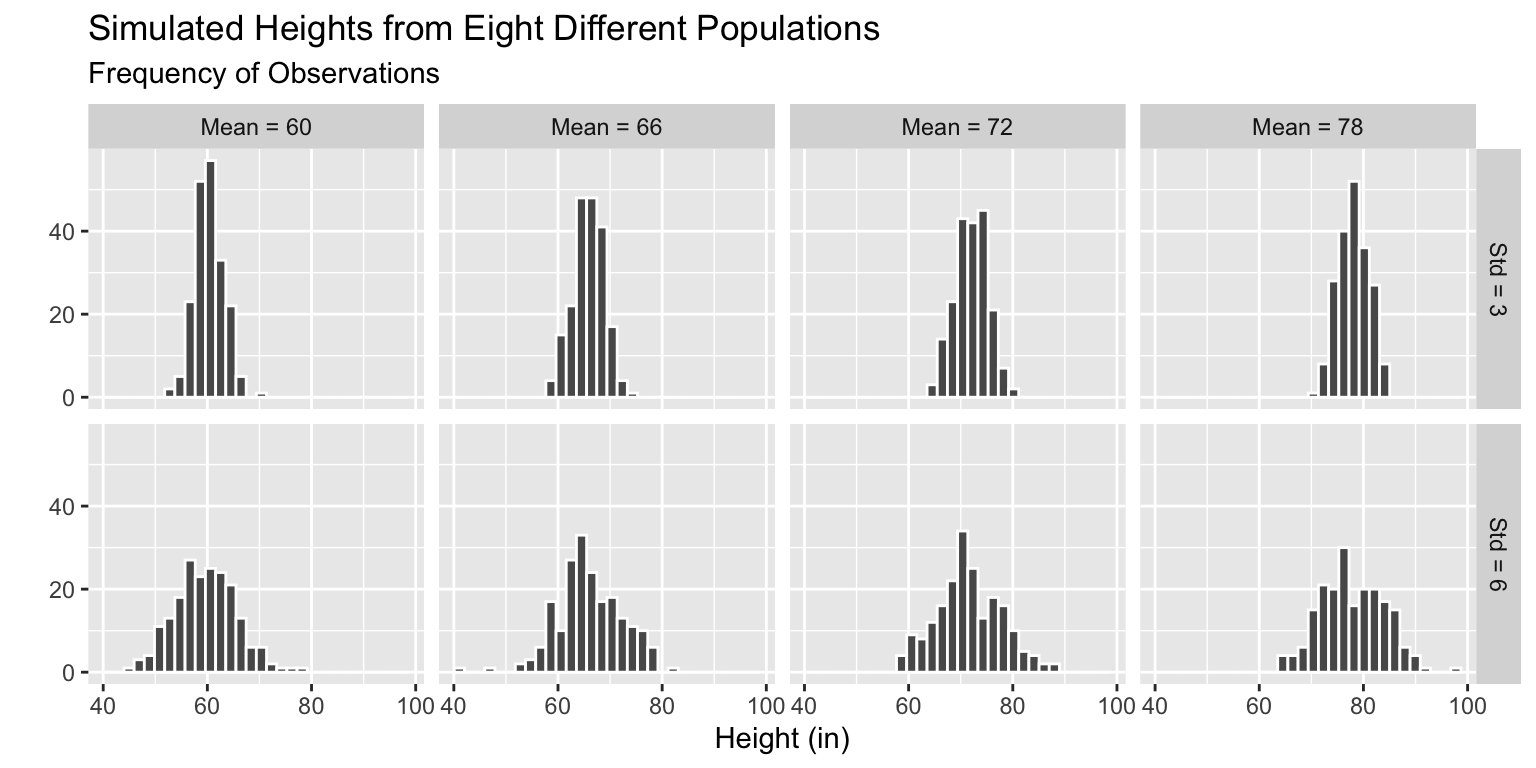 Simulated Heights from Eight Different Populations
Frequency of Observations
Mean = 60 Mean = 66 Mean = 72 Mean = 78
40
20
0
Std = 3
40
20
0
Std = 6
40 60 80 100 40 60 80 100 40 60 80 100 40 60 80 100
Height (in)